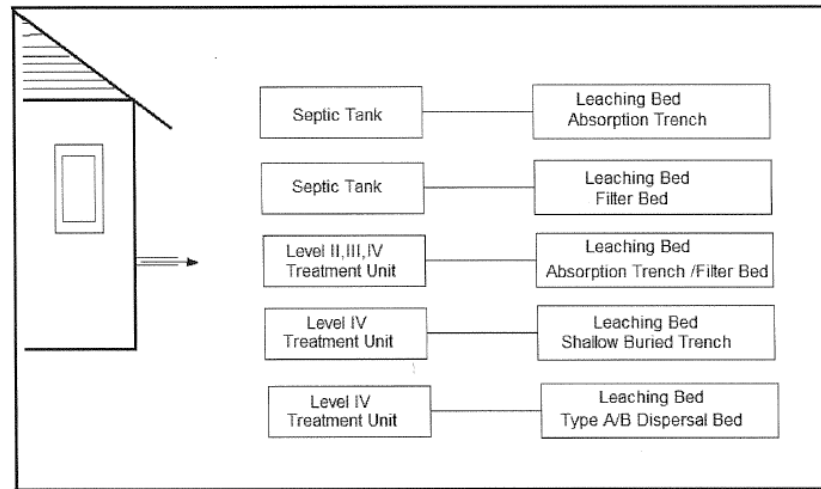 Septic Tank
Leaching Bed
Absorption Trench
Septic Tank
Leaching Bed
Filter Bed
Level II,III,IV
Treatment Unit
Leaching Bed
Absorption Trench /Filter Bed
Level IV
Treatment Unit
Leaching Bed
Shallow Buried Trench
Level IV
Treatment Unit
Leaching Bed
Type A/B Dispersal Bed